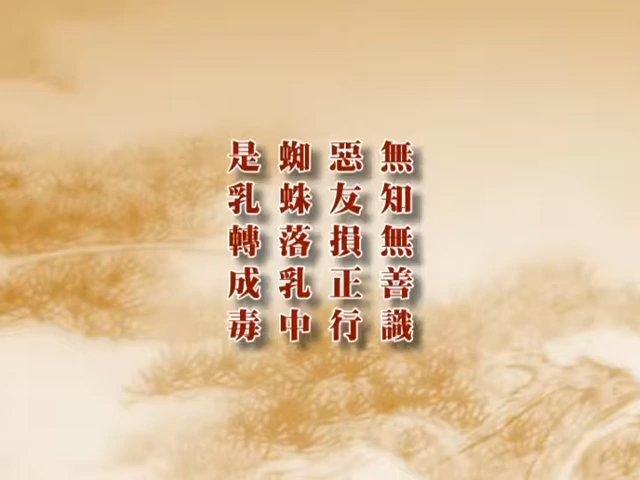 無知無善識
惡友損正行
蜘蛛落乳中
是乳轉成毒